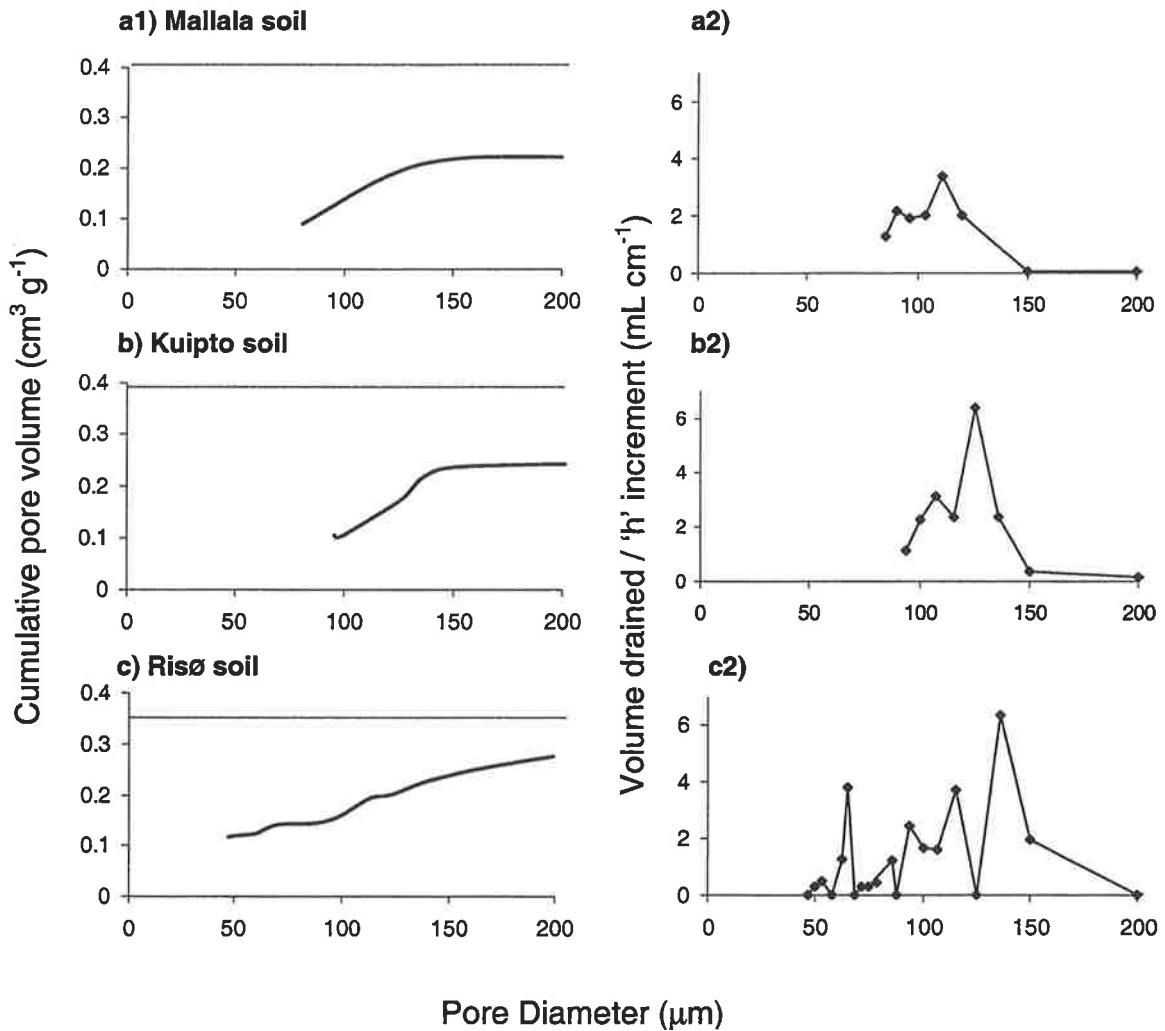 a1) Mallala soil
a2)
Cumulative pore volume (cm³ g⁻¹)
0.4
0.3
0.2
0.1
0
0 50 100 150 200
Volume drained / 'h' increment (mL cm⁻¹)
6
4
2
0
0 50 100 150 200
b) Kuipto soil
b2)
0.4
0.3
0.2
0.1
0
0 50 100 150 200
6
4
2
0
0 50 100 150 200
c) Risø soil
c2)
0.4
0.3
0.2
0.1
0
0 50 100 150 200
6
4
2
0
0 50 100 150 200
Pore Diameter (µm)